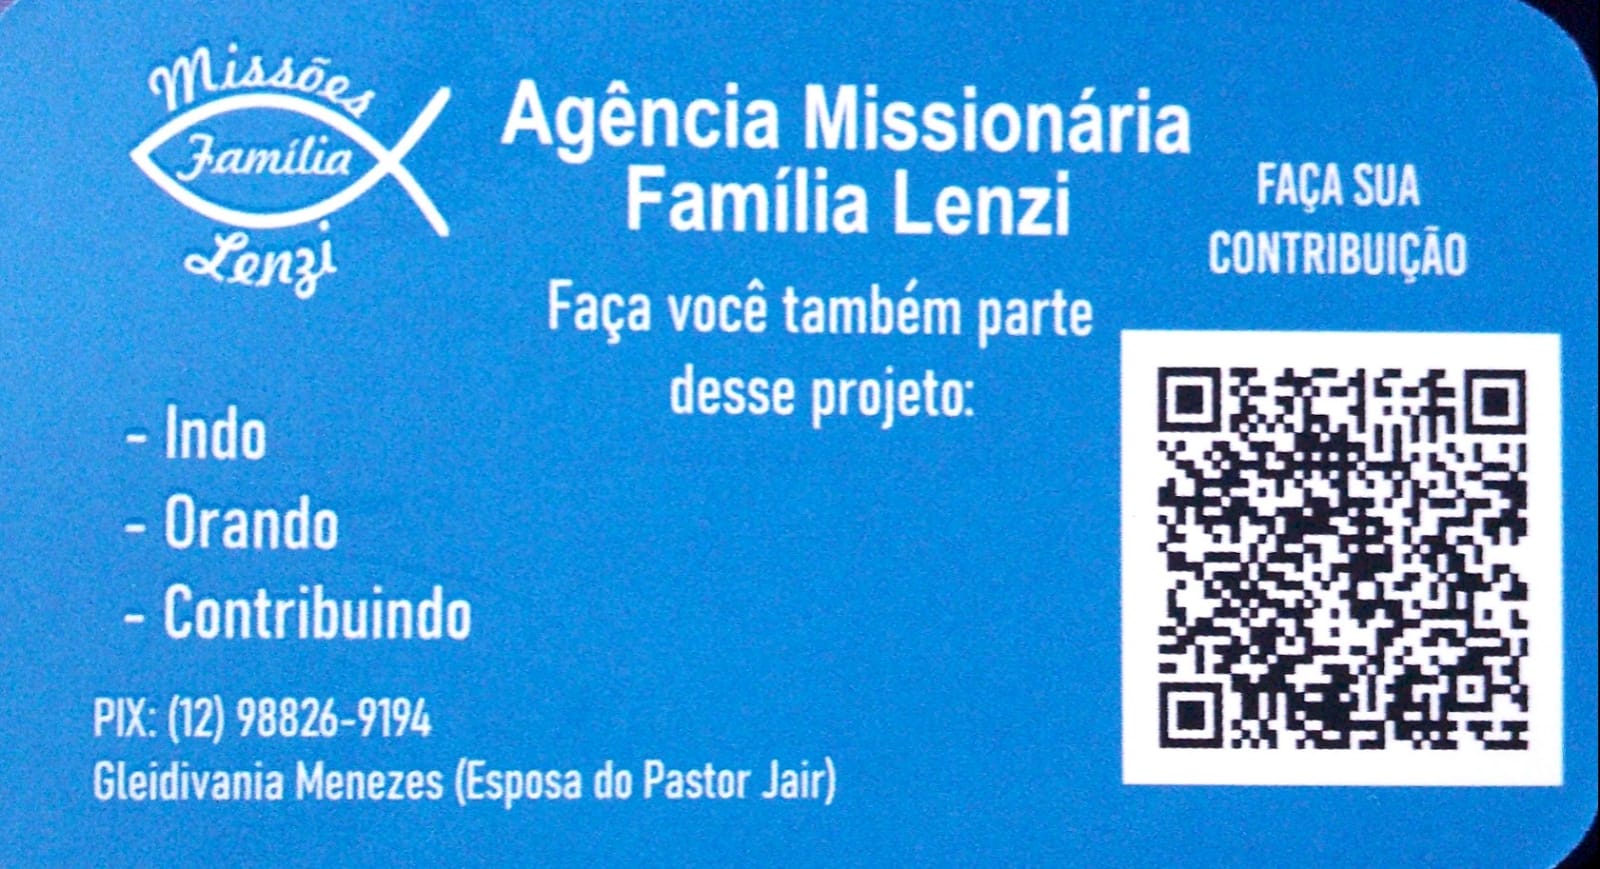 Missões
Família
Lenzi
Agência Missionária
Família Lenzi
Faça você também parte
desse projeto:
- Indo
- Orando
- Contribuindo
PIX: (12) 98826-9194
Gleidivania Menezes (Esposa do Pastor Jair)
FAÇA SUA
CONTRIBUIÇÃO